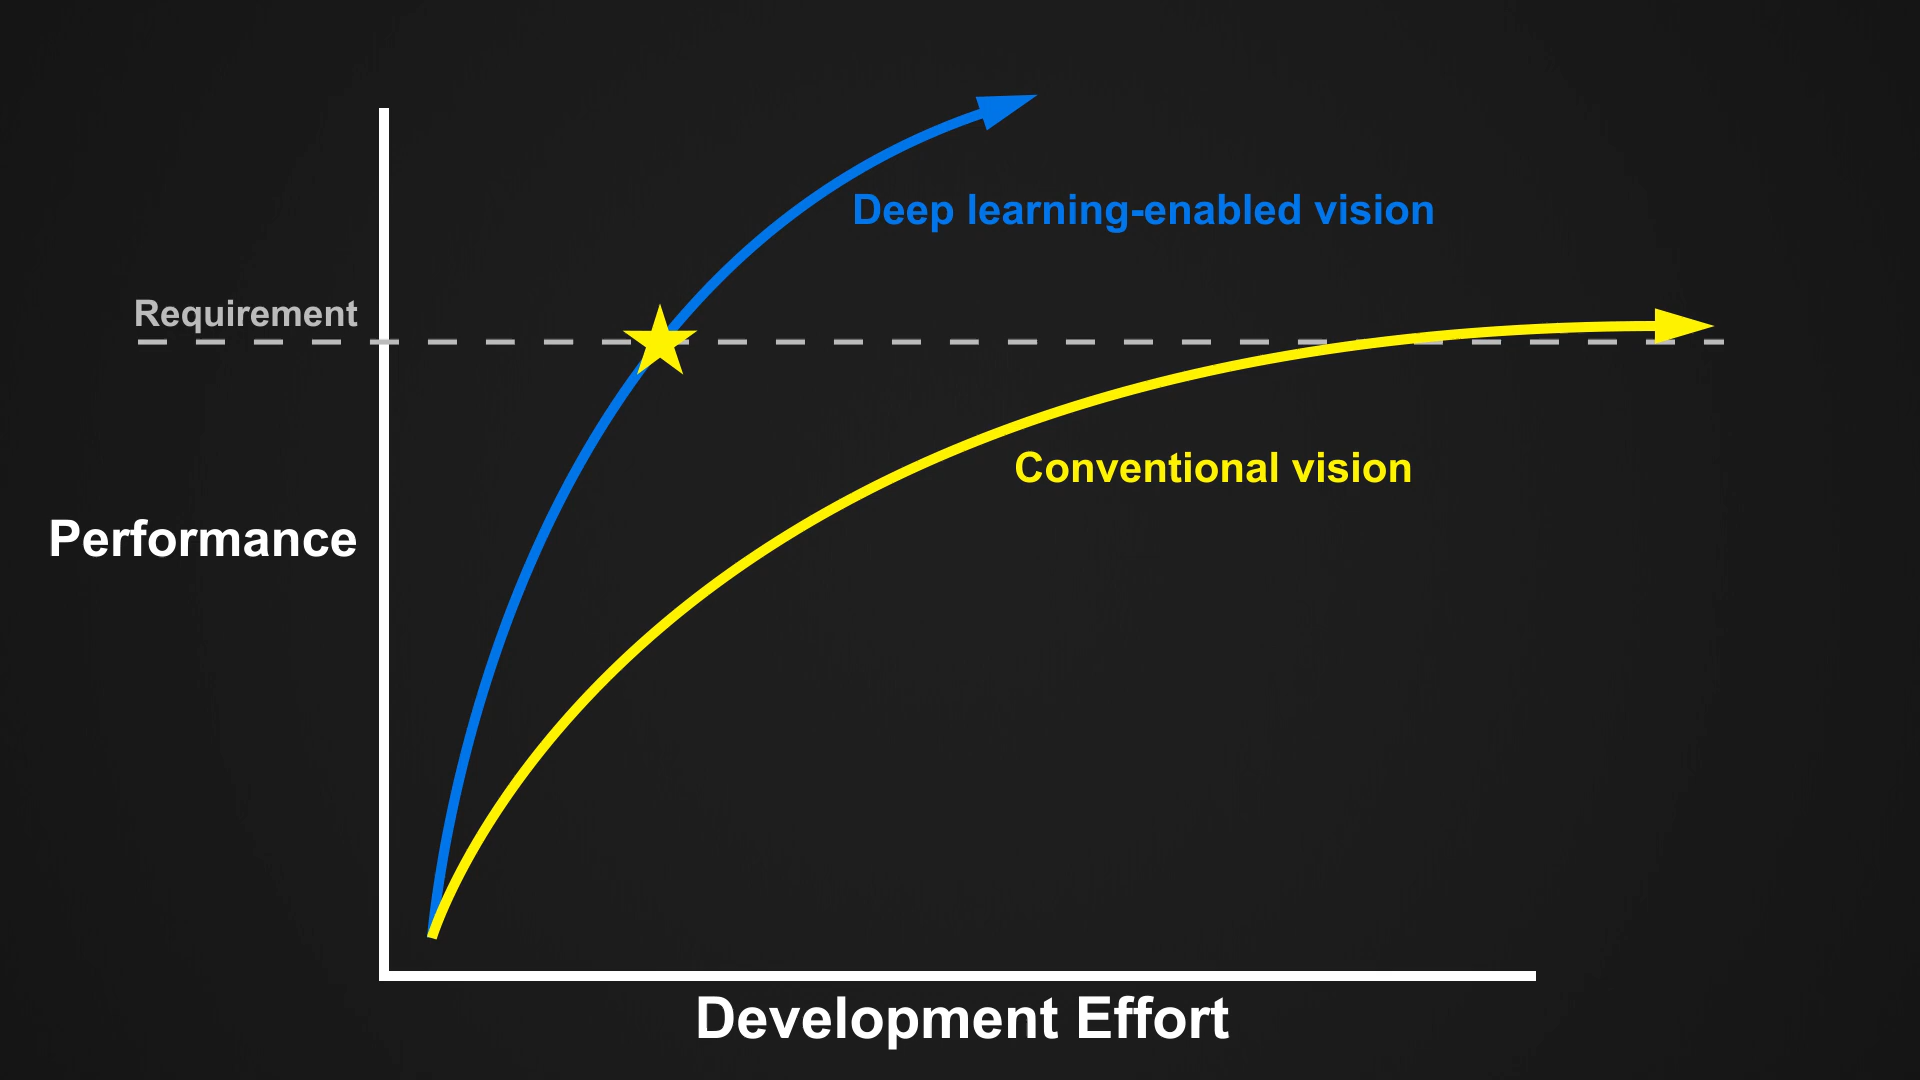 Deep learning-enabled vision
Requirement
Conventional vision
Performance
Development Effort